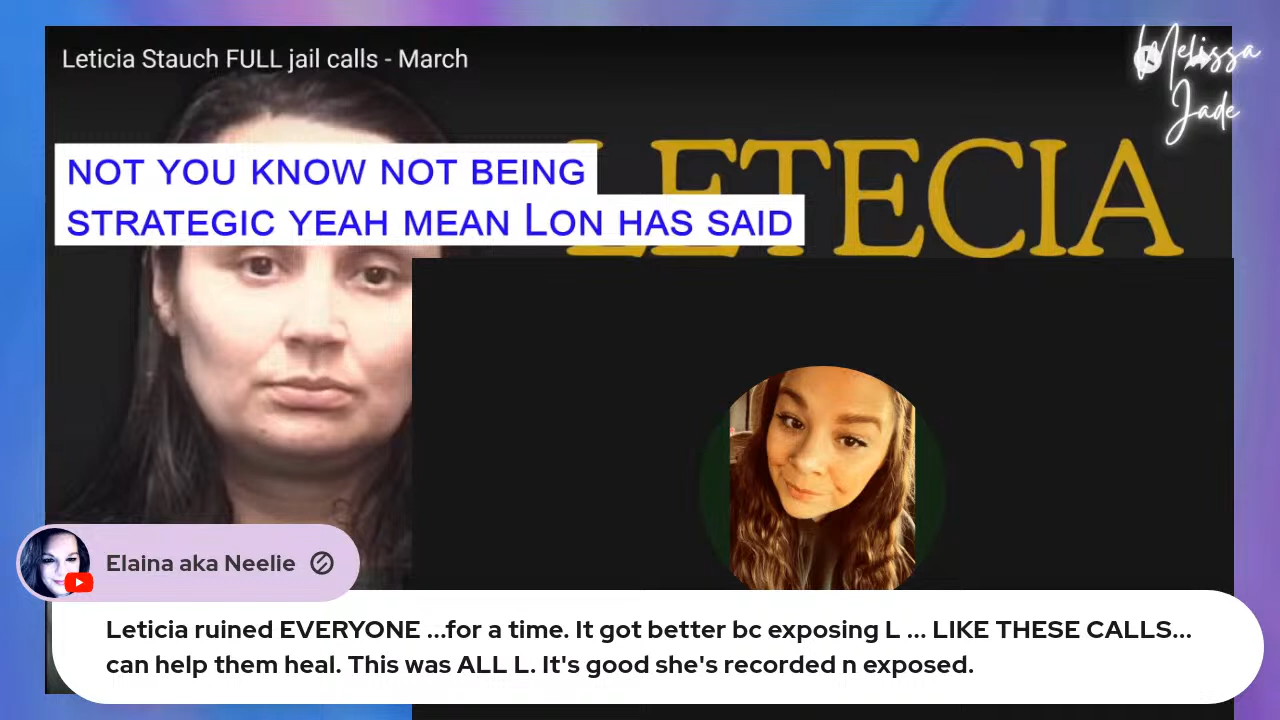 Leticia Stauch FULL jail calls - March
Melissa
Jade
LETECIA
NOT YOU KNOW NOT BEING
STRATEGIC YEAH MEAN LON HAS SAID
Elaina aka Neelie
Leticia ruined EVERYONE ...for a time. It got better bc exposing L ... LIKE THESE CALLS...
can help them heal. This was ALL L. It's good she's recorded n exposed.